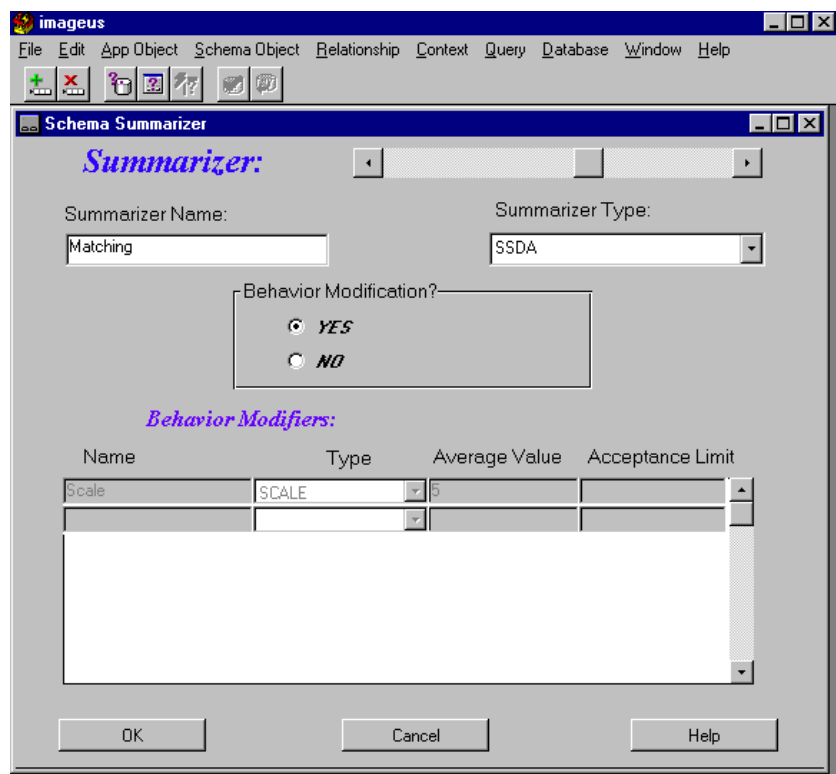 imageus
File Edit App Object Schema Object Relationship Context Query Database Window Help
Schema Summarizer
Summarizer:
Summarizer Name: Summarizer Type:
Matching SSDA
Behavior Modification?
YES
NO
Behavior Modifiers:
Name Type Average Value Acceptance Limit
Scale SCALE 5
OK Cancel Help